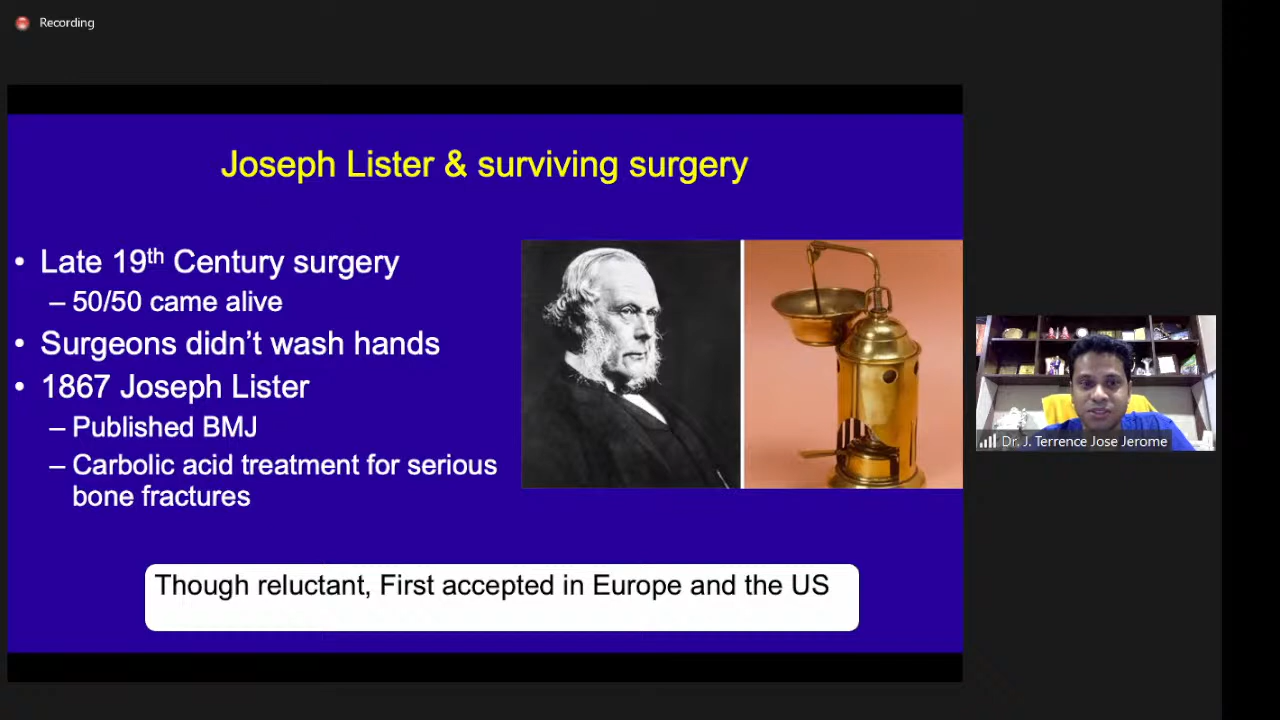 Recording
Joseph Lister & surviving surgery
• Late 19th Century surgery
– 50/50 came alive
• Surgeons didn’t wash hands
• 1867 Joseph Lister
– Published BMJ
– Carbolic acid treatment for serious
bone fractures
Though reluctant, First accepted in Europe and the US
Dr. J. Terrence Jose Jerome